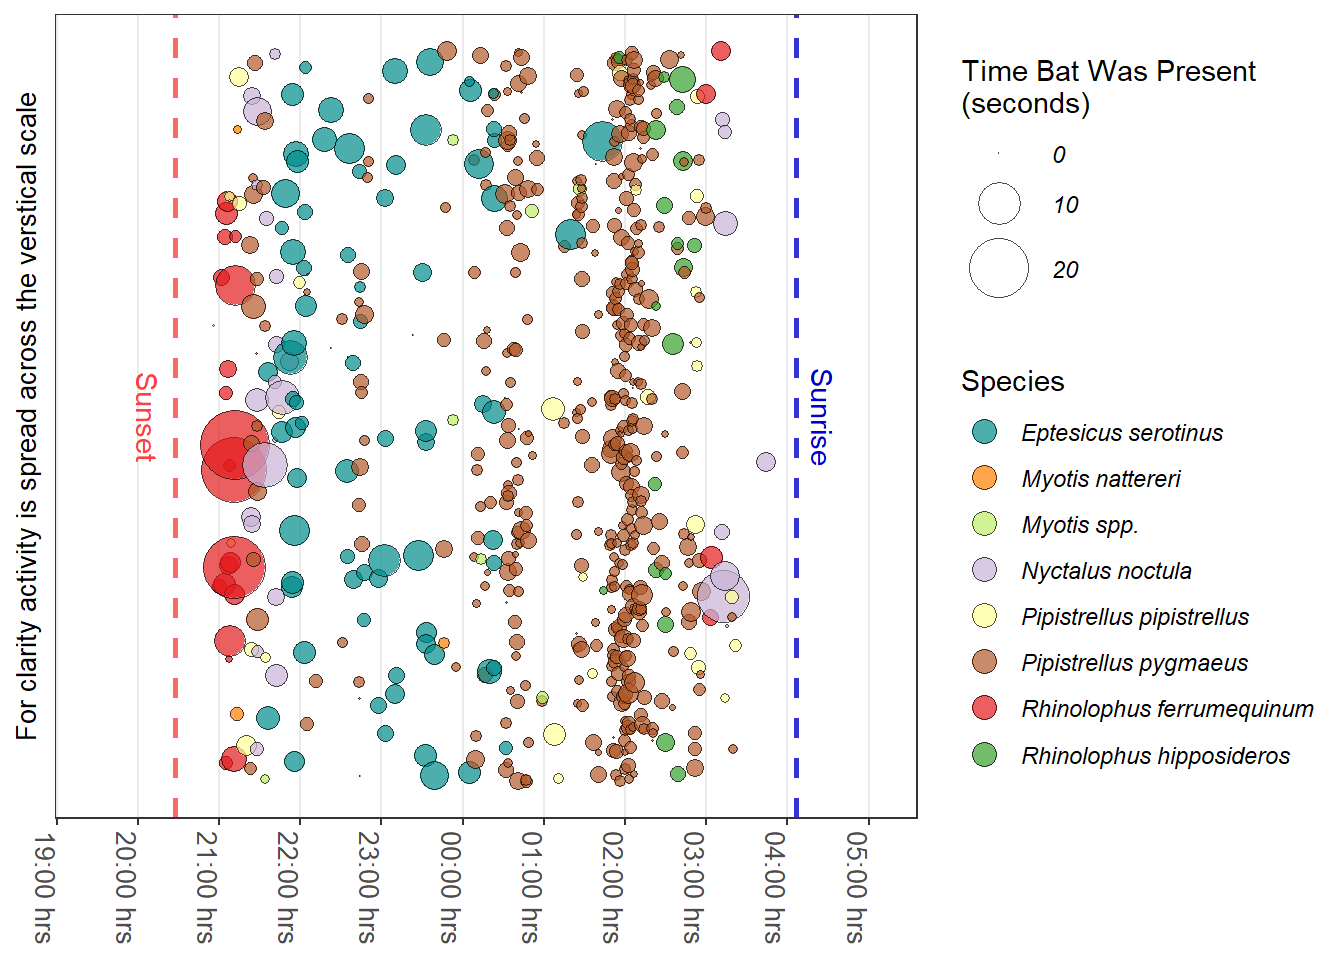 For clarity activity is spread across the verstical scale
Sunset
Sunrise
19:00 hrs
20:00 hrs
21:00 hrs
22:00 hrs
23:00 hrs
00:00 hrs
01:00 hrs
02:00 hrs
03:00 hrs
04:00 hrs
05:00 hrs
Time Bat Was Present
(seconds)
0
10
20
Species
Eptesicus serotinus
Myotis nattereri
Myotis spp.
Nyctalus noctula
Pipistrellus pipistrellus
Pipistrellus pygmaeus
Rhinolophus ferrumequinum
Rhinolophus hipposideros